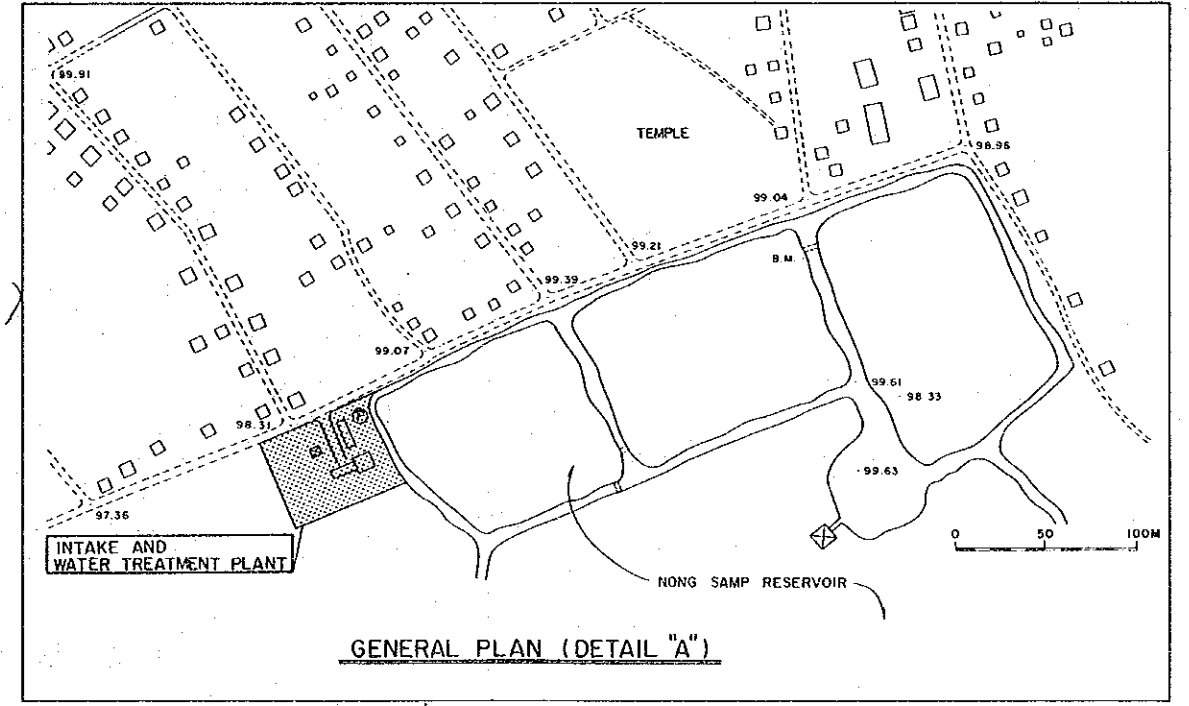 99.91
TEMPLE
98.96
99.04
99.21
B.M.
99.39
99.07
99.61
98.33
98.31
P
99.63
97.36
0 50 100M
INTAKE AND
WATER TREATMENT PLANT
NONG SAMP RESERVOIR
GENERAL PLAN (DETAIL "A")